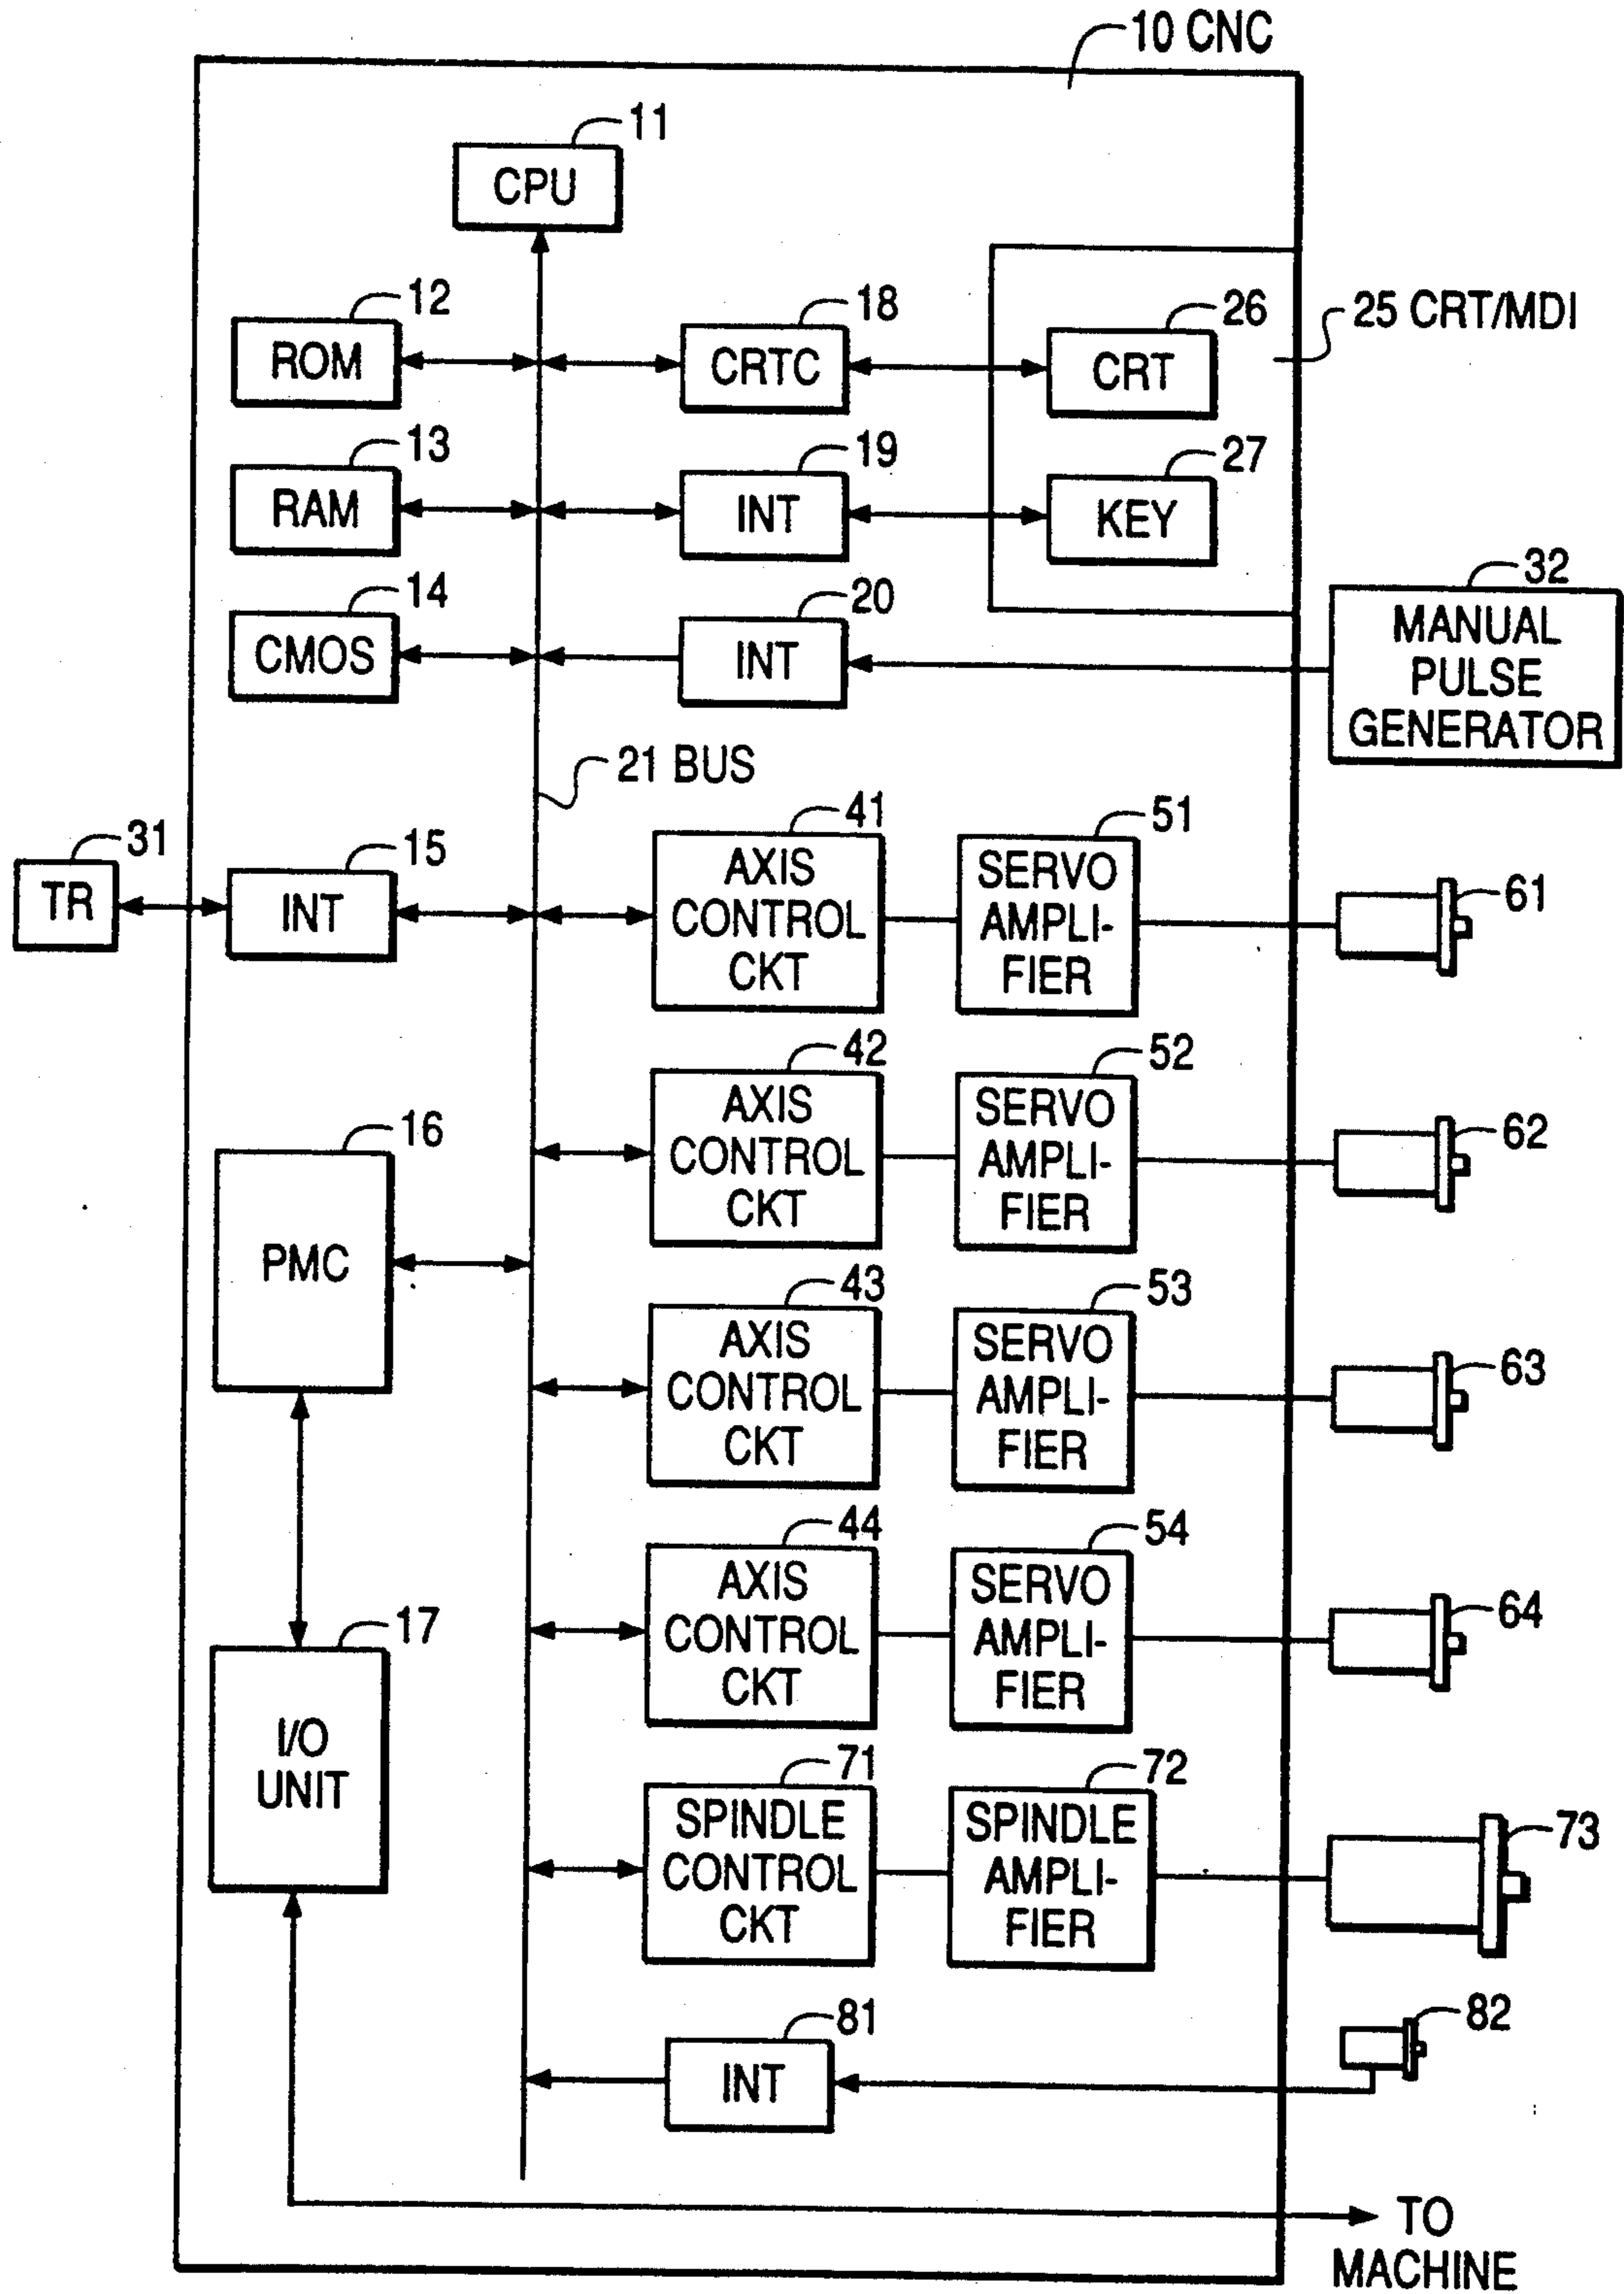 10 CNC
11
CPU
12
ROM
18
CRTC
26
CRT
25 CRT/MDI
13
RAM
19
INT
27
KEY
14
CMOS
20
INT
32
MANUAL
PULSE
GENERATOR
21 BUS
31
TR
15
INT
41
AXIS
CONTROL
CKT
51
SERVO
AMPLI-
FIER
61
42
AXIS
CONTROL
CKT
52
SERVO
AMPLI-
FIER
62
16
PMC
43
AXIS
CONTROL
CKT
53
SERVO
AMPLI-
FIER
63
44
AXIS
CONTROL
CKT
54
SERVO
AMPLI-
FIER
64
17
I/O
UNIT
71
SPINDLE
CONTROL
CKT
72
SPINDLE
AMPLI-
FIER
73
81
INT
82
TO
MACHINE